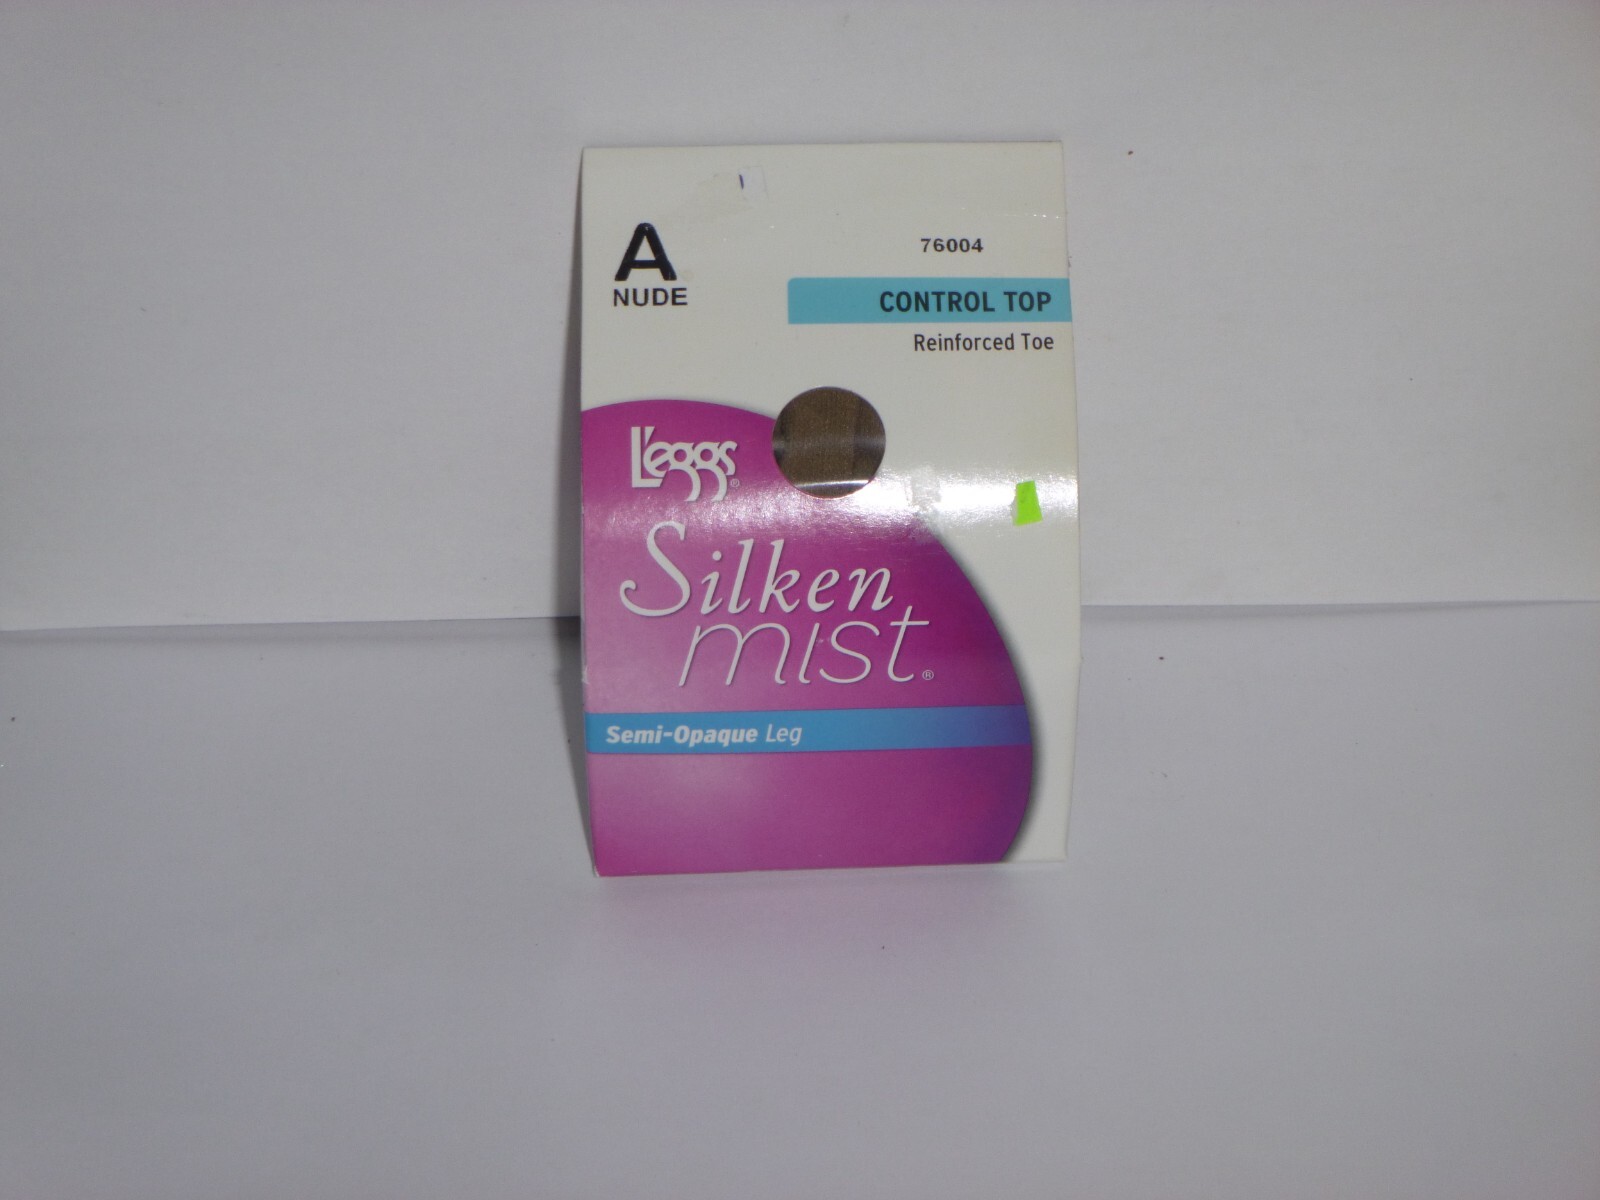 A
NUDE
76004
CONTROL TOP
Reinforced Toe
L'eggs®
Silken
mist®
Semi-Opaque Leg